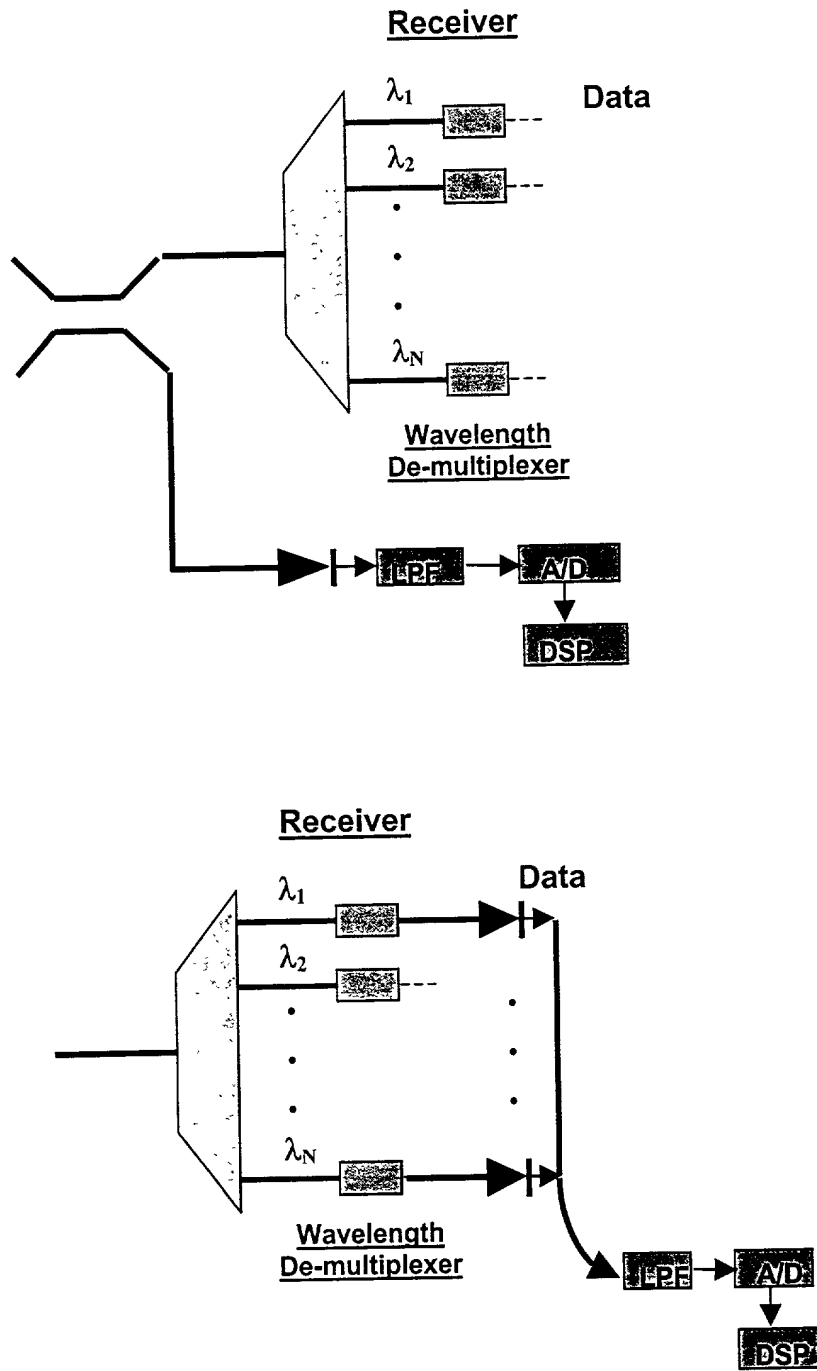 Receiver
λ1
Data
λ2
λN
Wavelength
De-multiplexer
LPF
A/D
DSP
Receiver
λ1
Data
λ2
λN
Wavelength
De-multiplexer
LPF
A/D
DSP